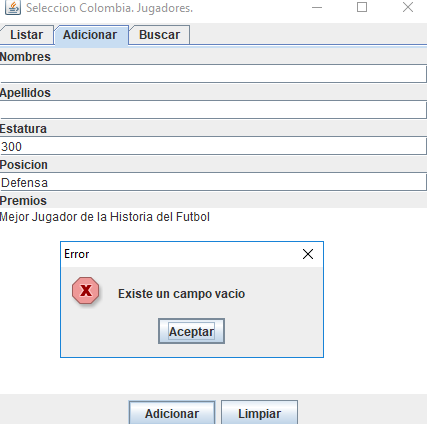 Seleccion Colombia. Jugadores.
Listar Adicionar Buscar
Nombres
Apellidos
Estatura
300
Posicion
Defensa
Premios
Mejor Jugador de la Historia del Futbol
Error
X
Existe un campo vacio
Aceptar
Adicionar Limpiar